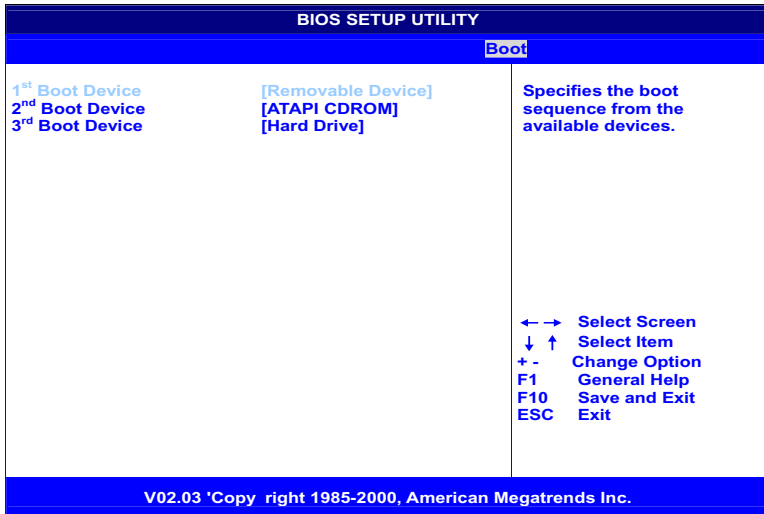 BIOS SETUP UTILITY
Boot
1st Boot Device [Removable Device]
2nd Boot Device [ATAPI CDROM]
3rd Boot Device [Hard Drive]
Specifies the boot
sequence from the
available devices.
← → Select Screen
↓ ↑ Select Item
+ - Change Option
F1 General Help
F10 Save and Exit
ESC Exit
V02.03 'Copy right 1985-2000, American Megatrends Inc.